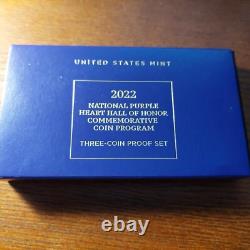 UNITED STATES MINT
2022
NATIONAL PURPLE
HEART HALL OF HONOR
COMMEMORATIVE
COIN PROGRAM
THREE-COIN PROOF SET